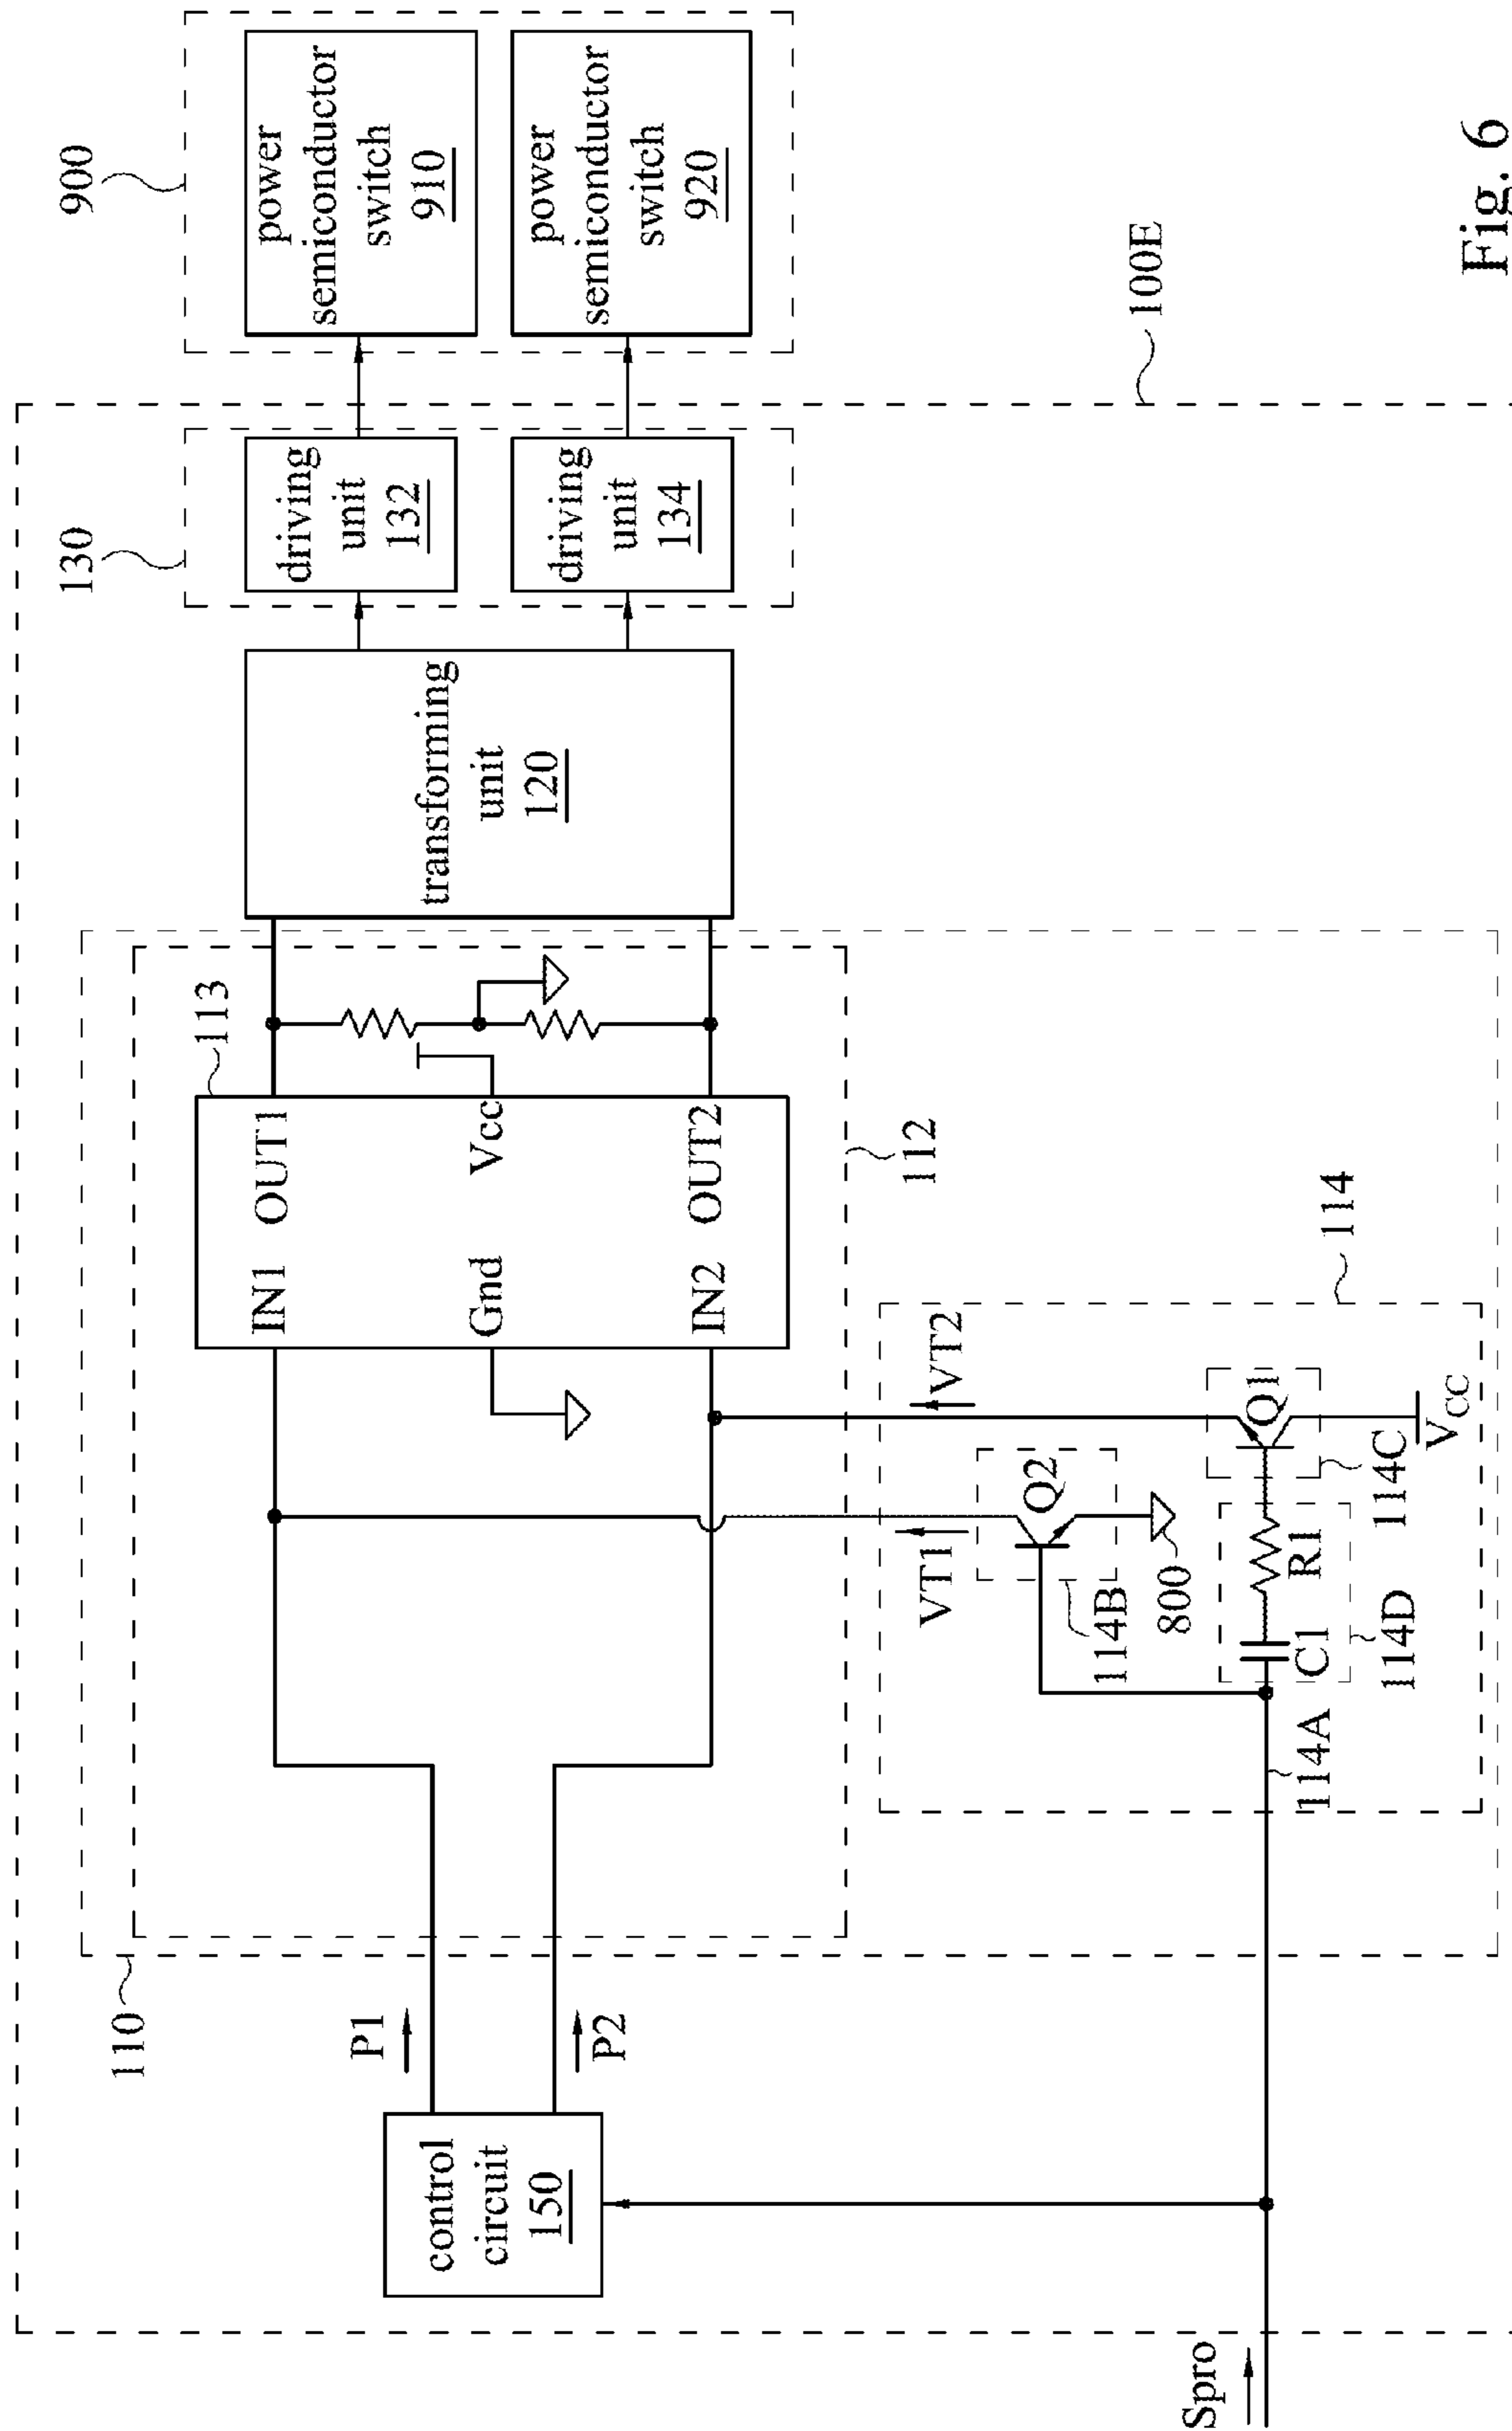 900
power
semiconductor
switch
910
power
semiconductor
switch
920
130
driving
unit
132
driving
unit
134
100E
transforming
unit
120
113
IN1 OUT1
Gnd Vcc
IN2 OUT2
112
110
P1
P2
control
circuit
150
114
VT1
VT2
Q2
114B
800
Q1
114C
VCC
R1
C1
114D
114A
Spro
Fig. 6